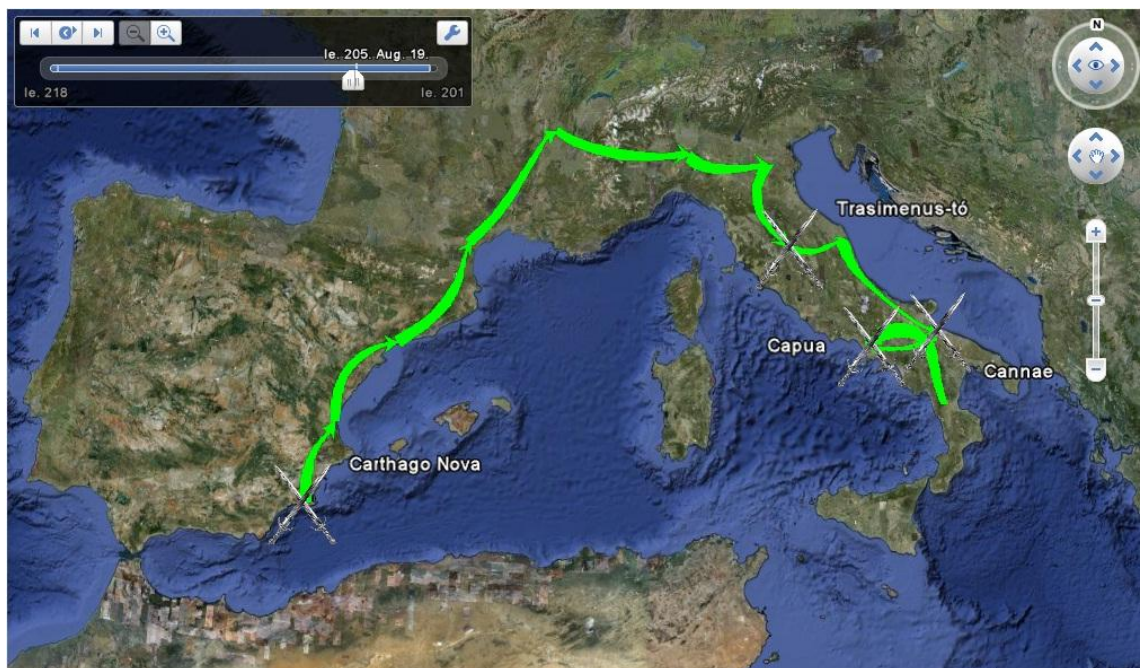 N
Ie. 205. Aug. 19.
Ie. 218
Ie. 201
Trasimenus-tó
Capua
Cannae
Carthago Nova